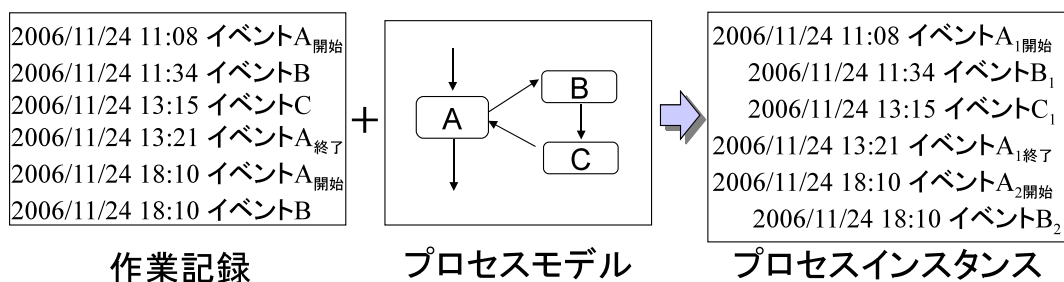 2006/11/24 11:08 イベントA開始
2006/11/24 11:34 イベントB
2006/11/24 13:15 イベントC
2006/11/24 13:21 イベントA終了
2006/11/24 18:10 イベントA開始
2006/11/24 18:10 イベントB
作業記録
+
A
B
C
プロセスモデル
2006/11/24 11:08 イベントA1開始
2006/11/24 11:34 イベントB1
2006/11/24 13:15 イベントC1
2006/11/24 13:21 イベントA1終了
2006/11/24 18:10 イベントA2開始
2006/11/24 18:10 イベントB2
プロセスインスタンス